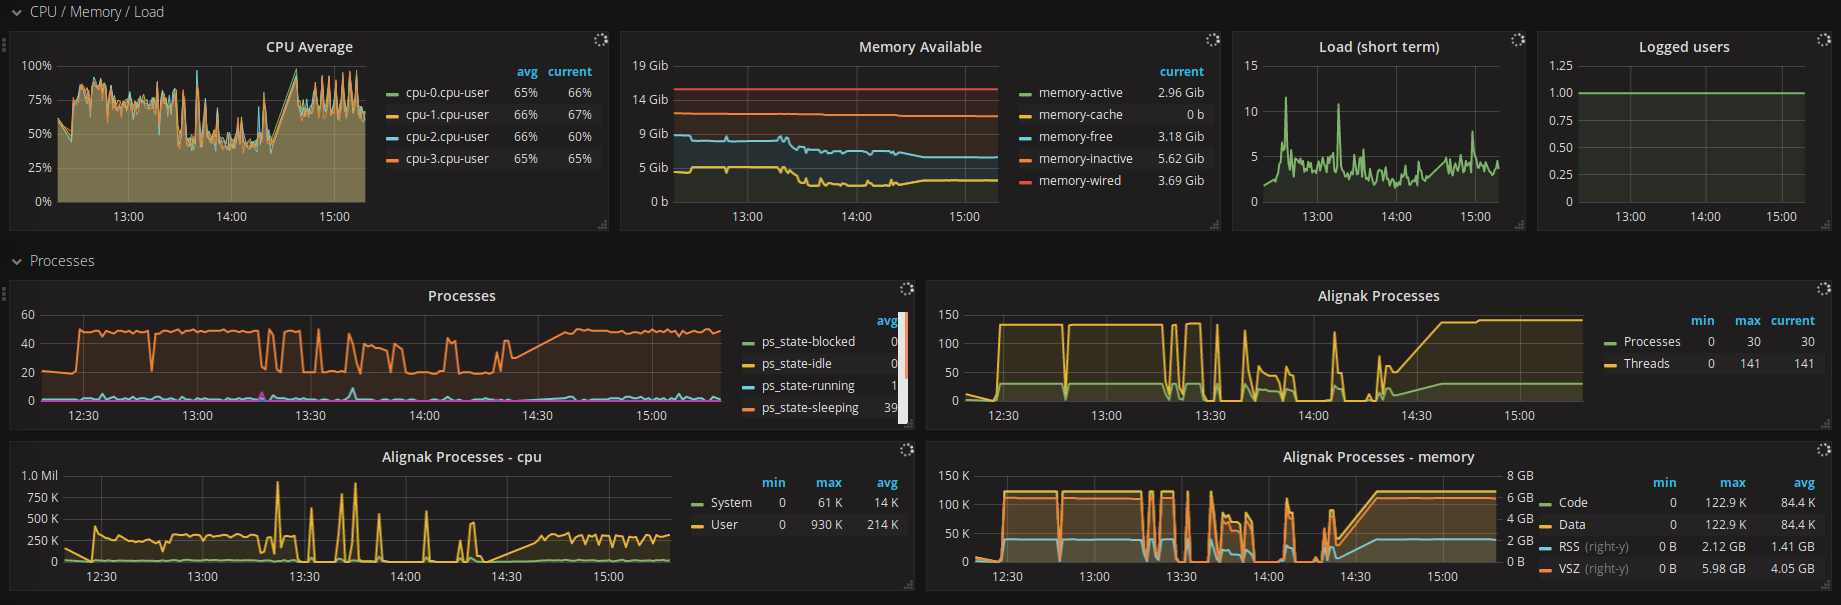 CPU / Memory / Load
CPU Average
100%
75%
50%
25%
0%
13:00 14:00 15:00
avg current
cpu-0.cpu-user 65% 66%
cpu-1.cpu-user 66% 67%
cpu-2.cpu-user 66% 60%
cpu-3.cpu-user 65% 65%
Memory Available
19 Gib
14 Gib
9 Gib
5 Gib
0 b
13:00 14:00 15:00
current
memory-active 2.96 Gib
memory-cache 0 b
memory-free 3.18 Gib
memory-inactive 5.62 Gib
memory-wired 3.69 Gib
Load (short term)
15
10
5
0
13:00 14:00 15:00
Logged users
1.25
1.00
0.75
0.50
0.25
0
13:00 14:00 15:00
Processes
Processes
60
40
20
0
12:30 13:00 13:30 14:00 14:30 15:00
avg
ps_state-blocked 0
ps_state-idle 0
ps_state-running 1
ps_state-sleeping 39
Alignak Processes
150
100
50
0
12:30 13:00 13:30 14:00 14:30 15:00
min max current
Processes 0 30 30
Threads 0 141 141
Alignak Processes - cpu
1.0 Mil
750 K
500 K
250 K
0
12:30 13:00 13:30 14:00 14:30 15:00
min max avg
System 0 61 K 14 K
User 0 930 K 214 K
Alignak Processes - memory
150 K
100 K
50 K
0
8 GB
6 GB
4 GB
2 GB
0 B
12:30 13:00 13:30 14:00 14:30 15:00
min max avg
Code 0 122.9 K 84.4 K
Data 0 122.9 K 84.4 K
RSS (right-y) 0 B 2.12 GB 1.41 GB
VSZ (right-y) 0 B 5.98 GB 4.05 GB